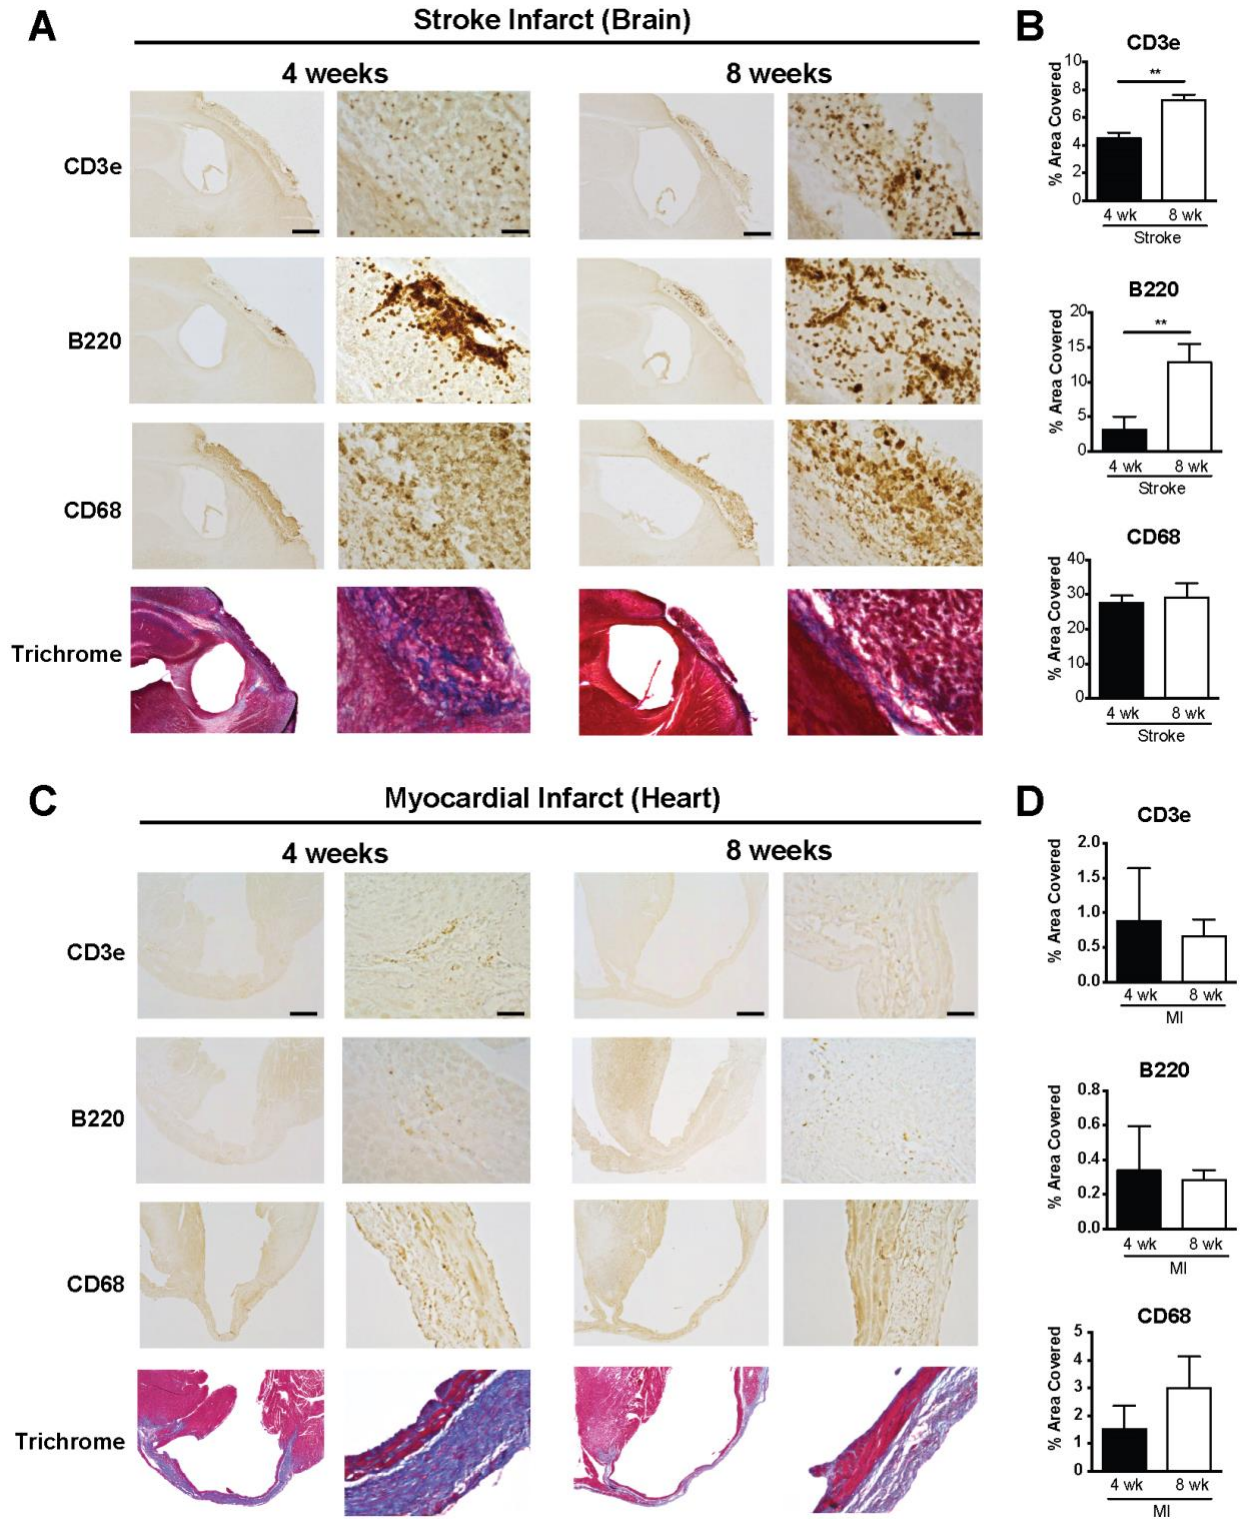 A
Stroke Infarct (Brain)
4 weeks
8 weeks
CD3e
B220
CD68
Trichrome
B
CD3e
% Area Covered
10
8
6
4
2
0
**
4 wk
8 wk
Stroke
B220
% Area Covered
20
15
10
5
0
**
4 wk
8 wk
Stroke
CD68
% Area Covered
40
30
20
10
0
4 wk
8 wk
Stroke
C
Myocardial Infarct (Heart)
4 weeks
8 weeks
CD3e
B220
CD68
Trichrome
D
CD3e
% Area Covered
2.0
1.5
1.0
0.5
0.0
4 wk
8 wk
MI
B220
% Area Covered
0.8
0.6
0.4
0.2
0.0
4 wk
8 wk
MI
CD68
% Area Covered
5
4
3
2
1
0
4 wk
8 wk
MI